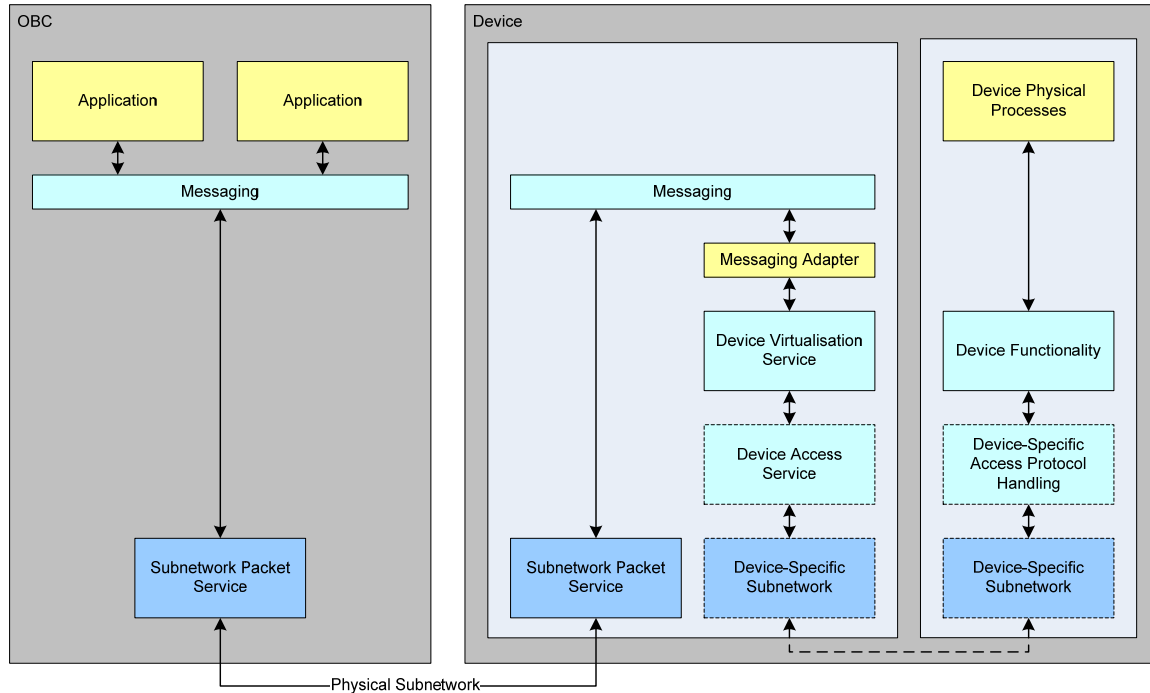 OBC
Application
Application
Messaging
Subnetwork Packet
Service
Device
Messaging
Messaging Adapter
Device Virtualisation
Service
Device Access
Service
Subnetwork Packet
Service
Device-Specific
Subnetwork
Device Physical
Processes
Device Functionality
Device-Specific
Access Protocol
Handling
Device-Specific
Subnetwork
Physical Subnetwork